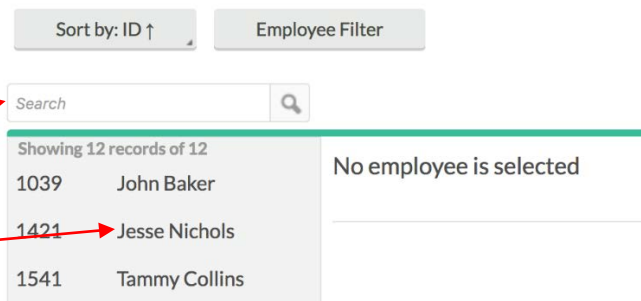 Sort by: ID ↑ Employee Filter
Search
Showing 12 records of 12
No employee is selected
1039 John Baker
1421 Jesse Nichols
1541 Tammy Collins